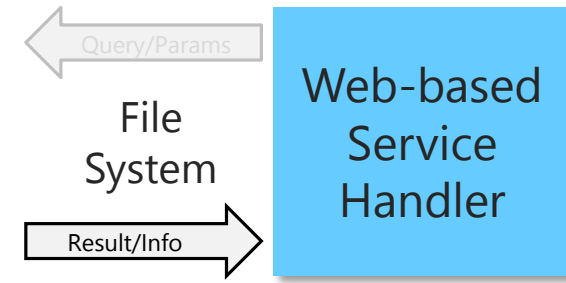 Query/Params
File
System
Result/Info
Web-based
Service
Handler